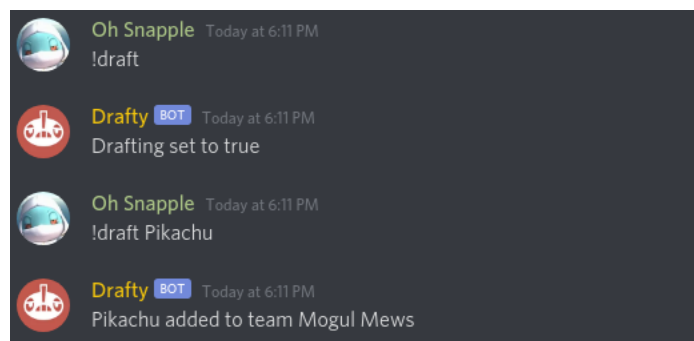 Oh Snapple Today at 6:11 PM
!draft
Drafty BOT Today at 6:11 PM
Drafting set to true
Oh Snapple Today at 6:11 PM
!draft Pikachu
Drafty BOT Today at 6:11 PM
Pikachu added to team Mogul Mews